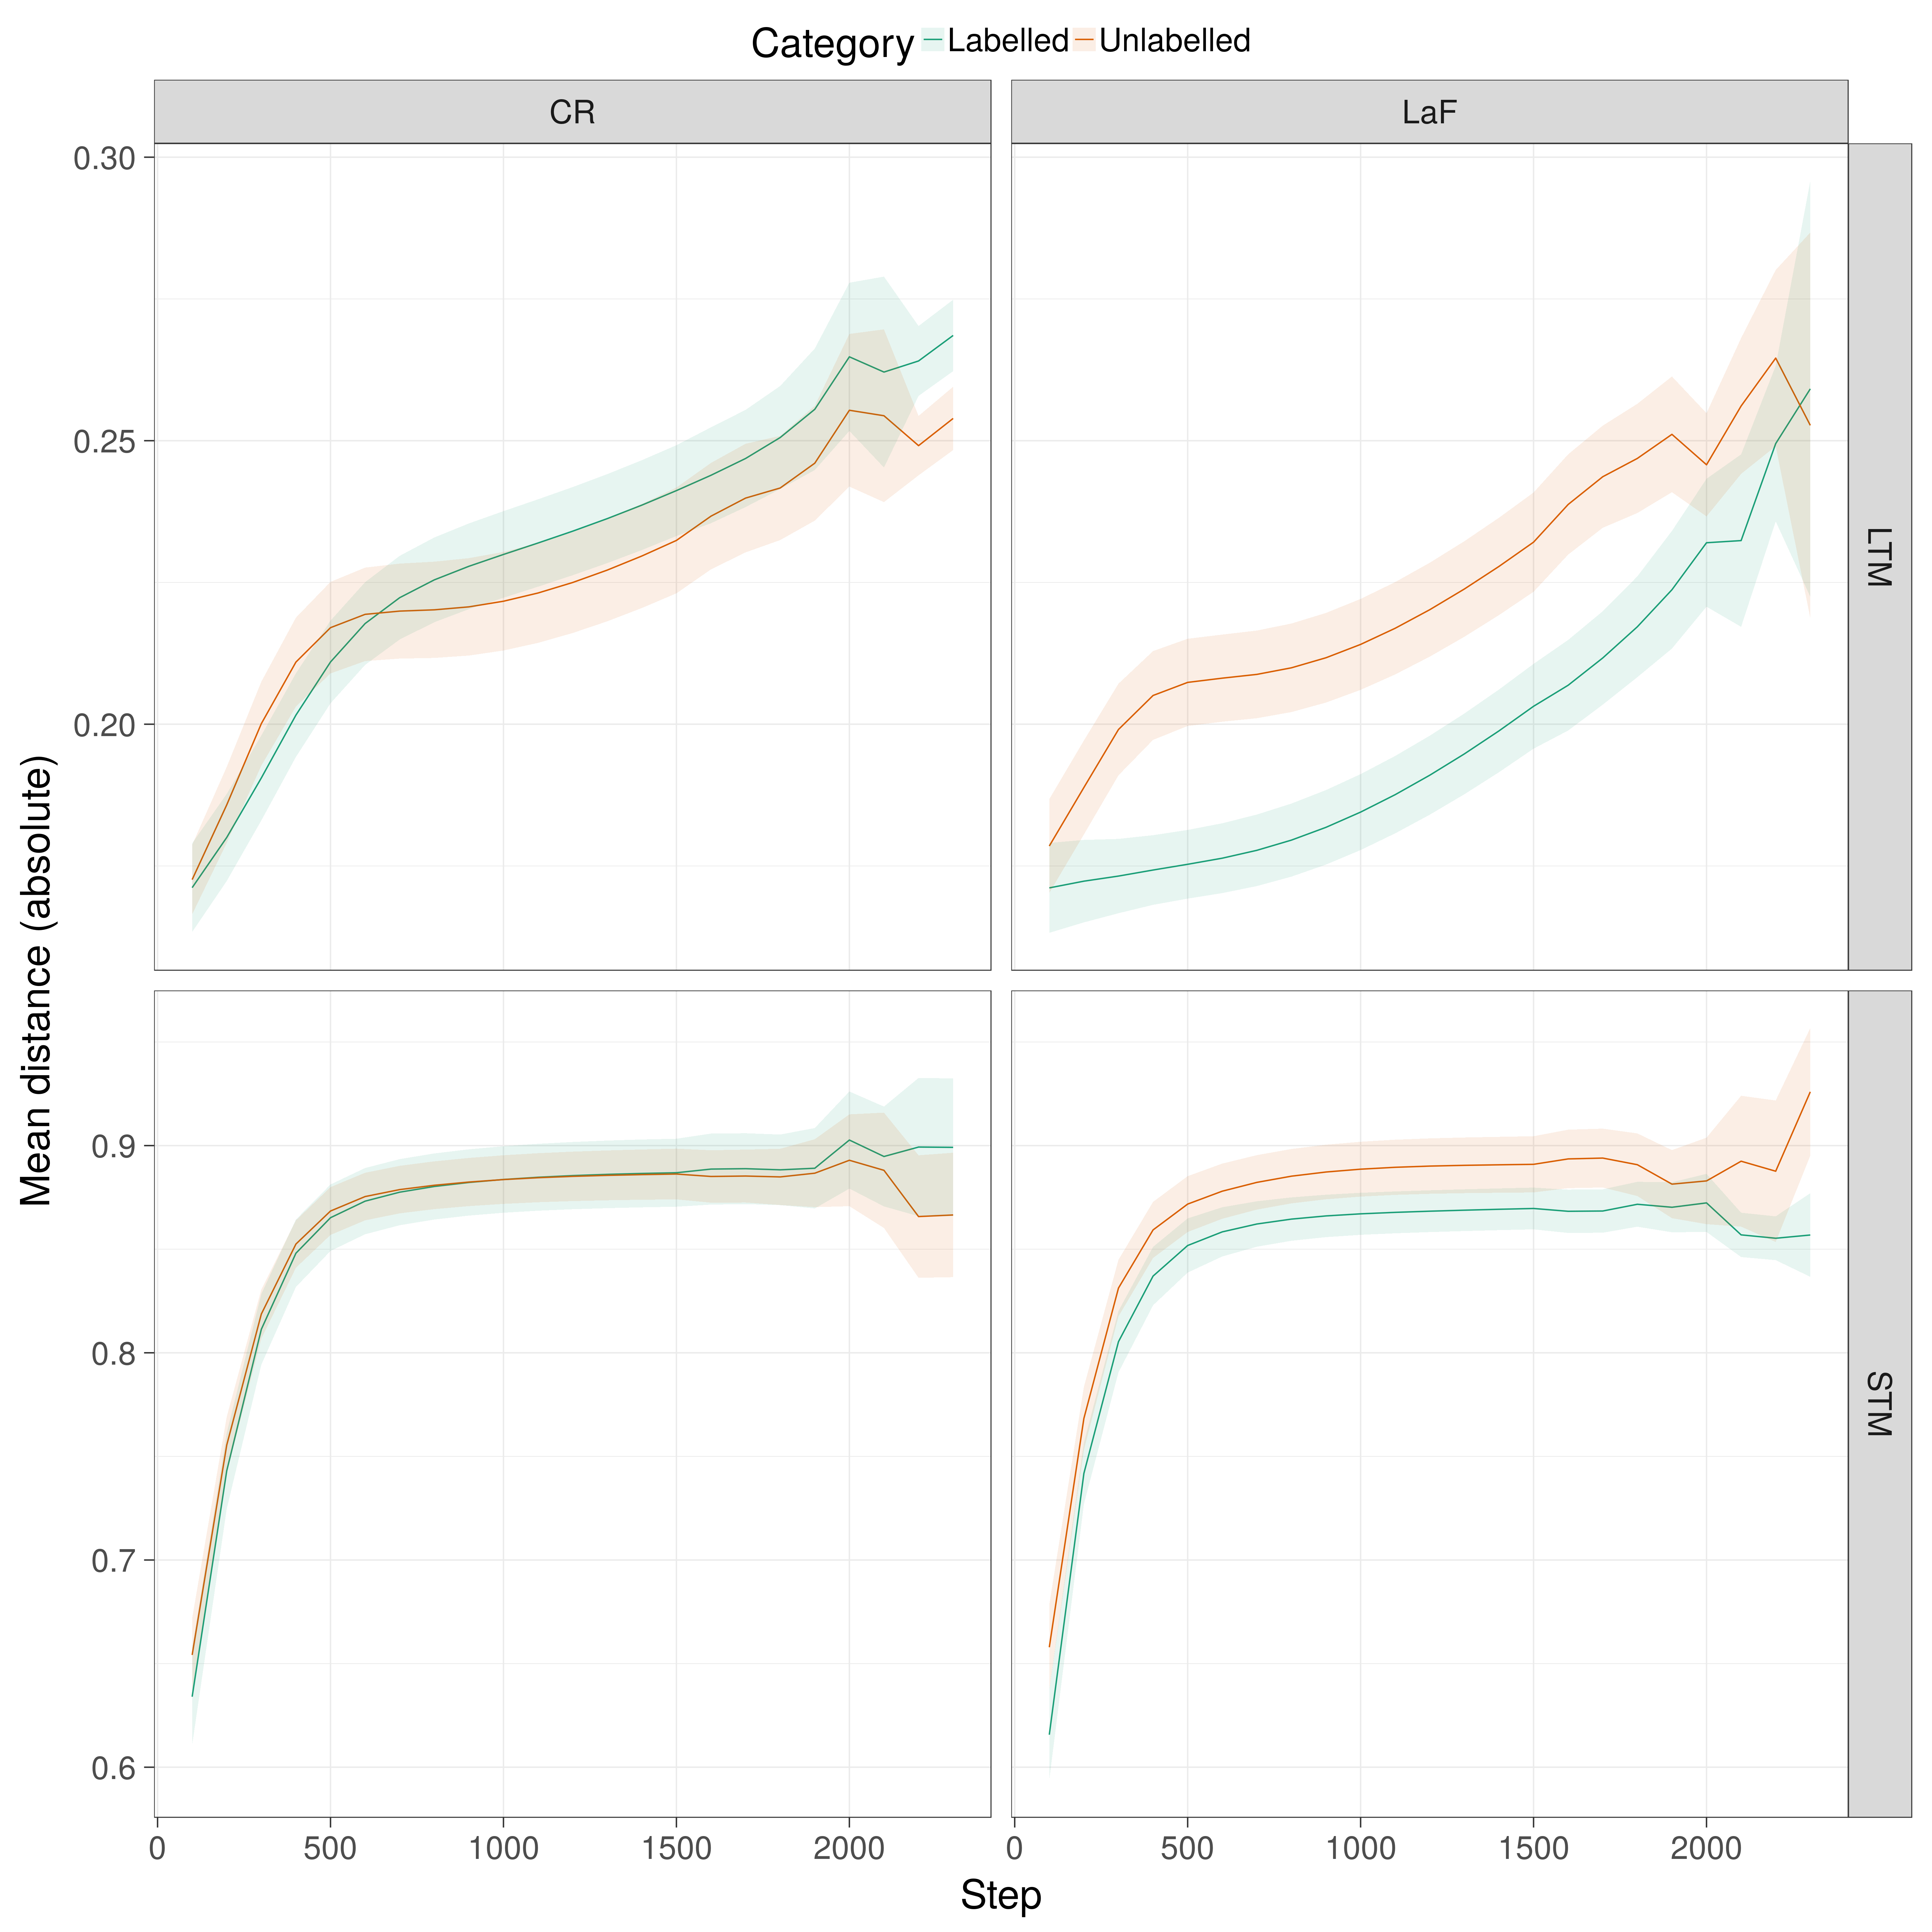 Category Labelled Unlabelled
CR
LaF
0.30
0.25
0.20
LTM
Mean distance (absolute)
0.9
0.8
0.7
0.6
STM
0 500 1000 1500 2000
0 500 1000 1500 2000
Step